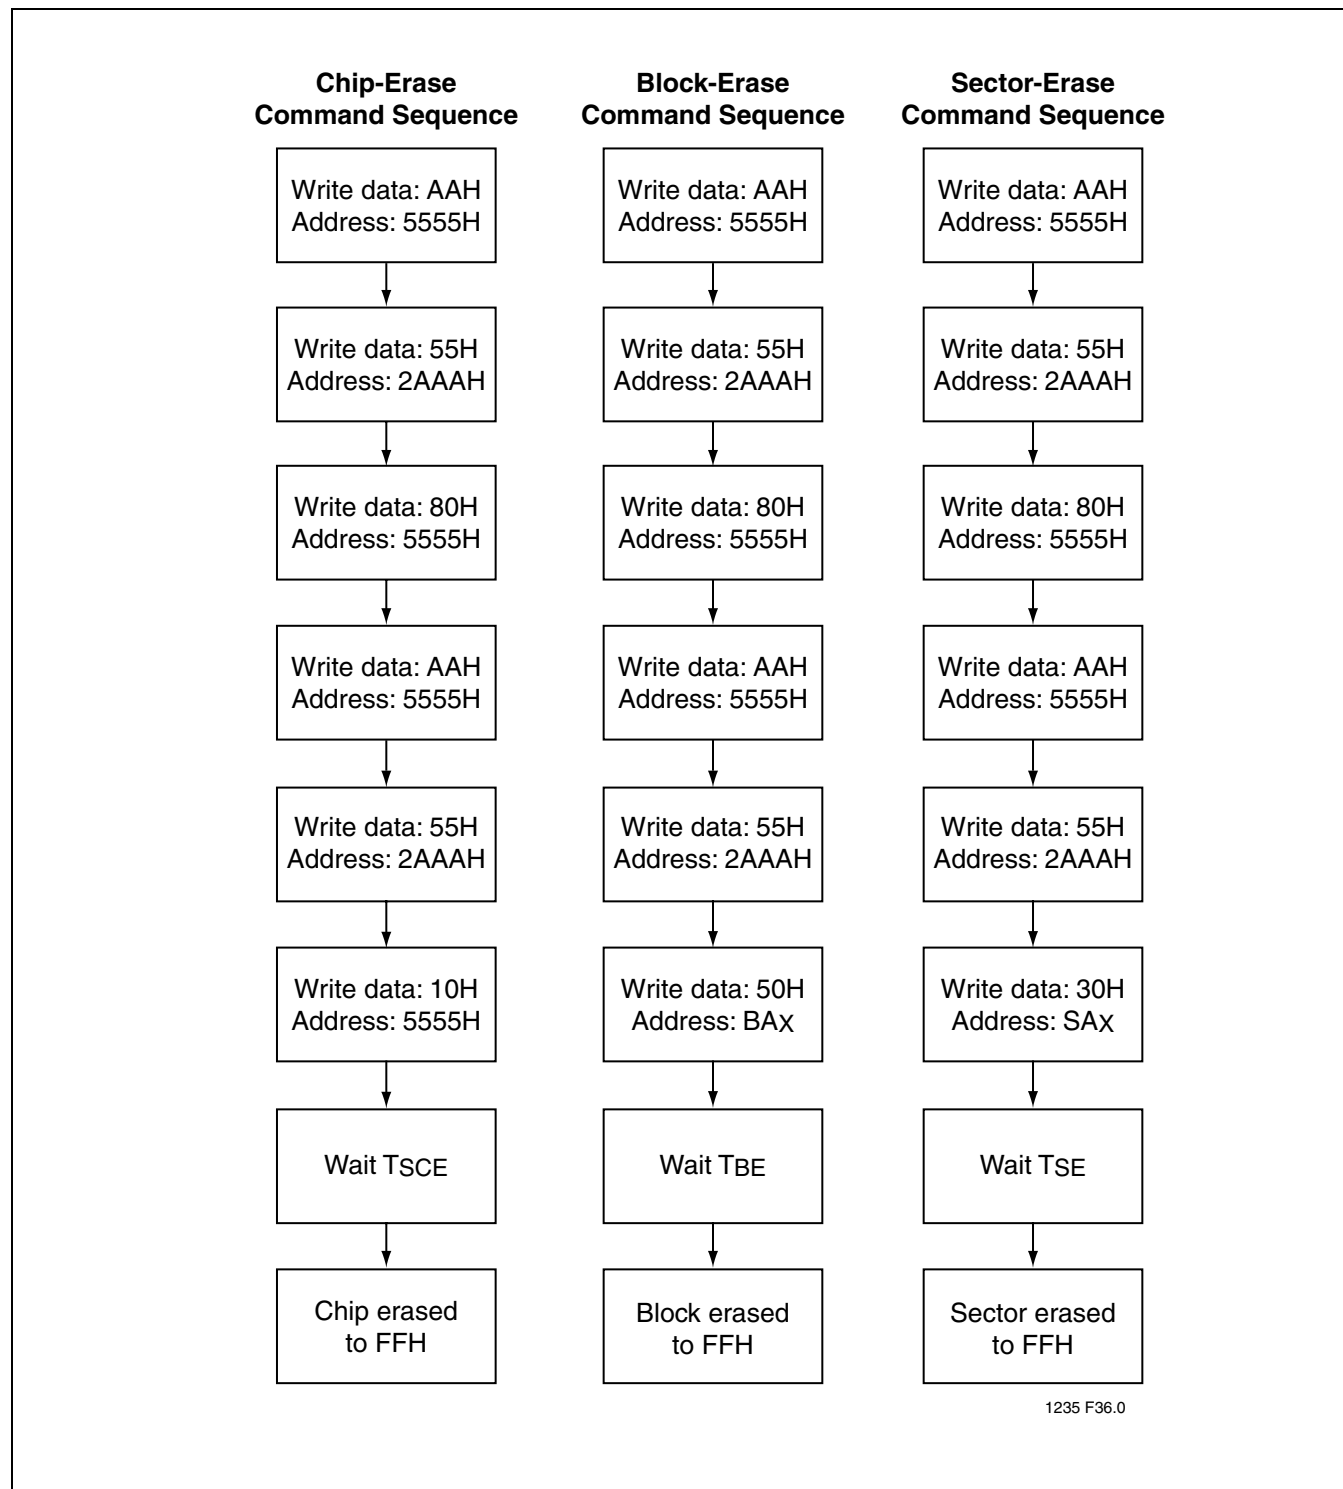 Chip-Erase
Command Sequence
Write data: AAH
Address: 5555H
Write data: 55H
Address: 2AAAH
Write data: 80H
Address: 5555H
Write data: AAH
Address: 5555H
Write data: 55H
Address: 2AAAH
Write data: 10H
Address: 5555H
Wait TSCE
Chip erased
to FFH
Block-Erase
Command Sequence
Write data: AAH
Address: 5555H
Write data: 55H
Address: 2AAAH
Write data: 80H
Address: 5555H
Write data: AAH
Address: 5555H
Write data: 55H
Address: 2AAAH
Write data: 50H
Address: BAX
Wait TBE
Block erased
to FFH
Sector-Erase
Command Sequence
Write data: AAH
Address: 5555H
Write data: 55H
Address: 2AAAH
Write data: 80H
Address: 5555H
Write data: AAH
Address: 5555H
Write data: 55H
Address: 2AAAH
Write data: 30H
Address: SAX
Wait TSE
Sector erased
to FFH
1235 F36.0